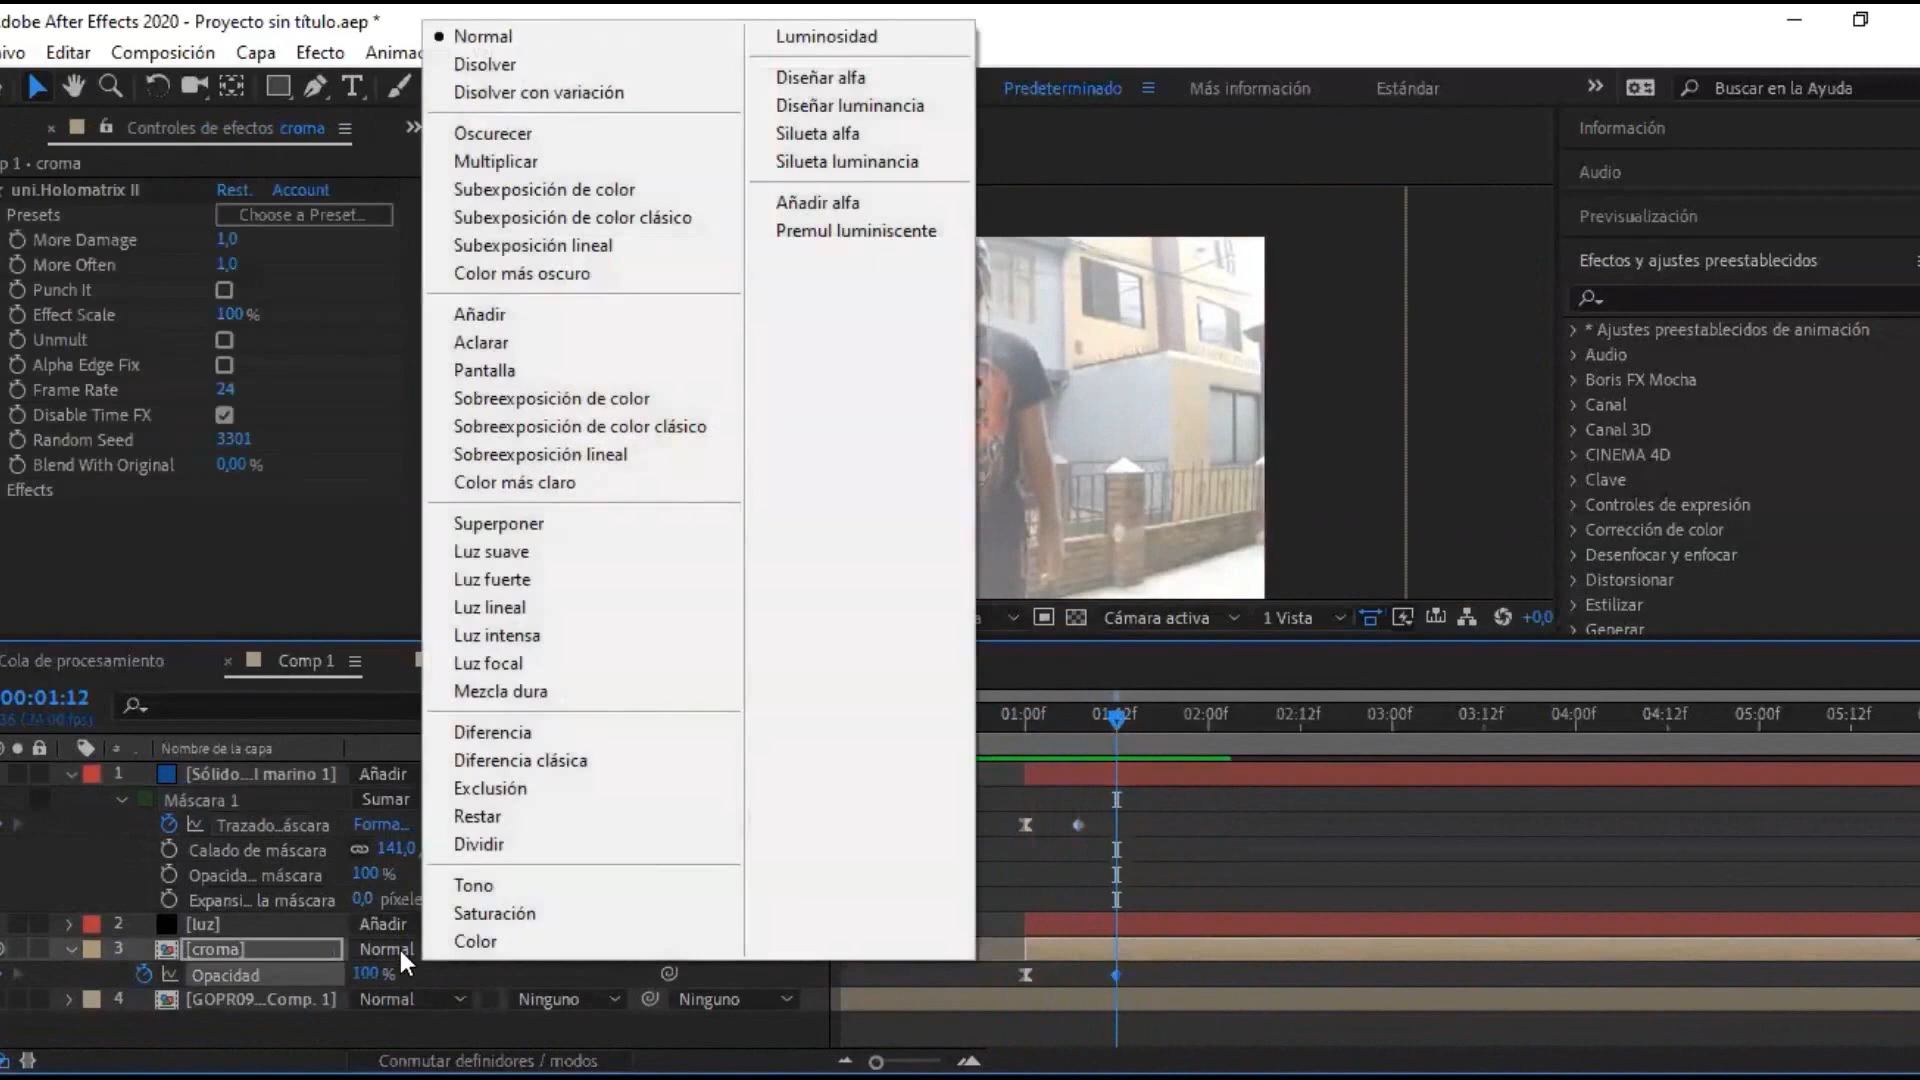 dobe After Effects 2020 - Proyecto sin título.aep *
ivo Editar Composición Capa Efecto Animac
Controles de efectos croma
Predeterminado
Más información
Estándar
Buscar en la Ayuda
p 1 • croma
uni.Holomatrix II Rest. Account
Presets Choose a Preset...
More Damage 1,0
More Often 1,0
Punch It
Effect Scale 100 %
Unmult
Alpha Edge Fix
Frame Rate 24
Disable Time FX
Random Seed 3301
Blend With Original 0,00 %
Effects
Normal
Disolver
Disolver con variación
Oscurecer
Multiplicar
Subexposición de color
Subexposición de color clásico
Subexposición lineal
Color más oscuro
Añadir
Aclarar
Pantalla
Sobreexposición de color
Sobreexposición de color clásico
Sobreexposición lineal
Color más claro
Superponer
Luz suave
Luz fuerte
Luz lineal
Luz intensa
Luz focal
Mezcla dura
Diferencia
Diferencia clásica
Exclusión
Restar
Dividir
Tono
Saturación
Color
Luminosidad
Diseñar alfa
Diseñar luminancia
Silueta alfa
Silueta luminancia
Añadir alfa
Premul luminiscente
Información
Audio
Previsualización
Efectos y ajustes preestablecidos
* Ajustes preestablecidos de animación
Audio
Boris FX Mocha
Canal
Canal 3D
CINEMA 4D
Clave
Controles de expresión
Corrección de color
Desenfocar y enfocar
Distorsionar
Estilizar
Generar
a Cámara activa 1 Vista +0,0
Cola de procesamiento Comp 1
00:00:01:12
36 (24.00 fps)
01:00f 01:12f 02:00f 02:12f 03:00f 03:12f 04:00f 04:12f 05:00f 05:12f
# Nombre de la capa
1 [Sólido...l marino 1] Añadir
Máscara 1 Sumar
Trazado..áscara Forma...
Calado de máscara 141,0
Opacida... máscara 100 %
Expansi... la máscara 0,0 píxele
2 [luz] Añadir
3 [croma] Normal
Opacidad 100 %
4 [GOPR09...Comp. 1] Normal Ninguno Ninguno
Conmutar definidores / modos